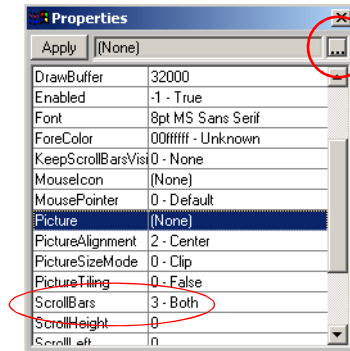 Properties
Apply (None) ...
DrawBuffer 32000
Enabled -1 - True
Font 8pt MS Sans Serif
ForeColor 00ffffff - Unknown
KeepScrollBarsVisi 0 - None
MouseIcon (None)
MousePointer 0 - Default
Picture (None)
PictureAlignment 2 - Center
PictureSizeMode 0 - Clip
PictureTiling 0 - False
ScrollBars 3 - Both
ScrollHeight 0
ScrollLeft 0